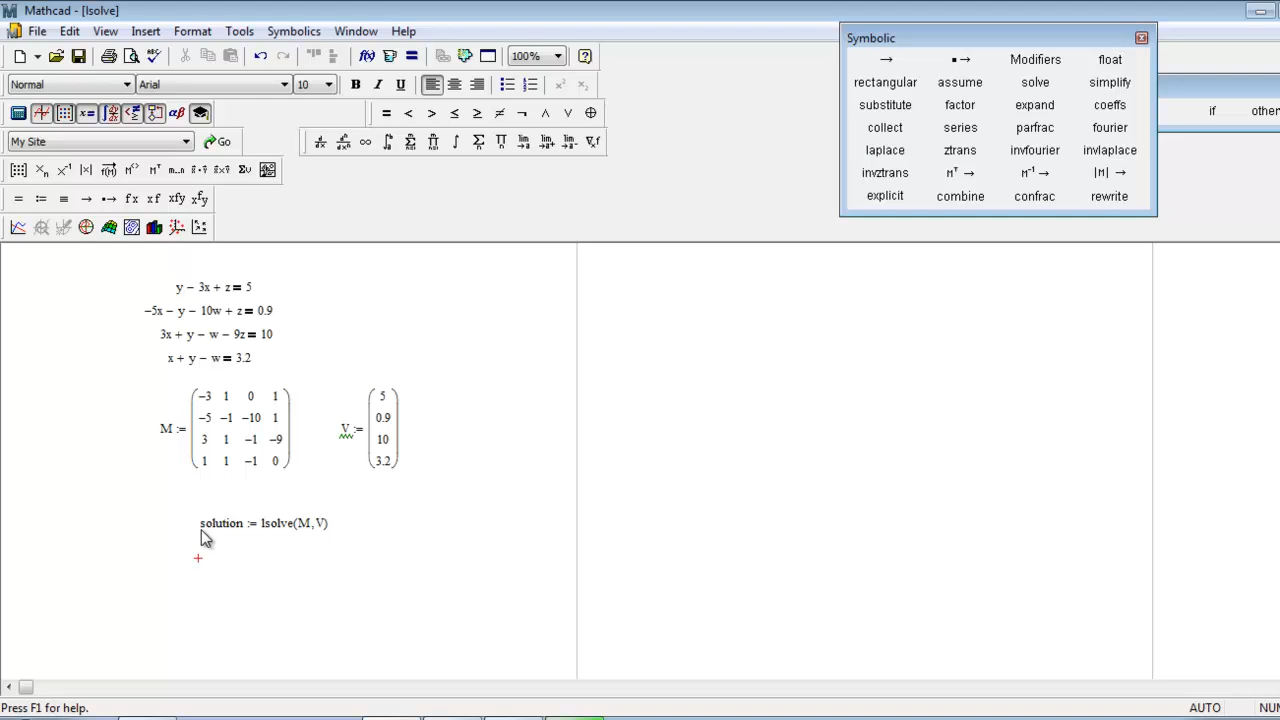 Mathcad - [lsolve]
File Edit View Insert Format Tools Symbolics Window Help
100%
Normal Arial 10 B I U
My Site Go
Symbolic
→ ▪ → Modifiers float
rectangular assume solve simplify
substitute factor expand coeffs
collect series parfrac fourier
laplace ztrans invfourier invlaplace
invztrans Mᵀ → M⁻¹ → |M| →
explicit combine confrac rewrite
if other
y − 3x + z = 5
−5x − y − 10w + z = 0.9
3x + y − w − 9z = 10
x + y − w = 3.2
M := −3 1 0 1
−5 −1 −10 1
3 1 −1 −9
1 1 −1 0
V := 5
0.9
10
3.2
solution := lsolve(M,V)
Press F1 for help. AUTO NUM